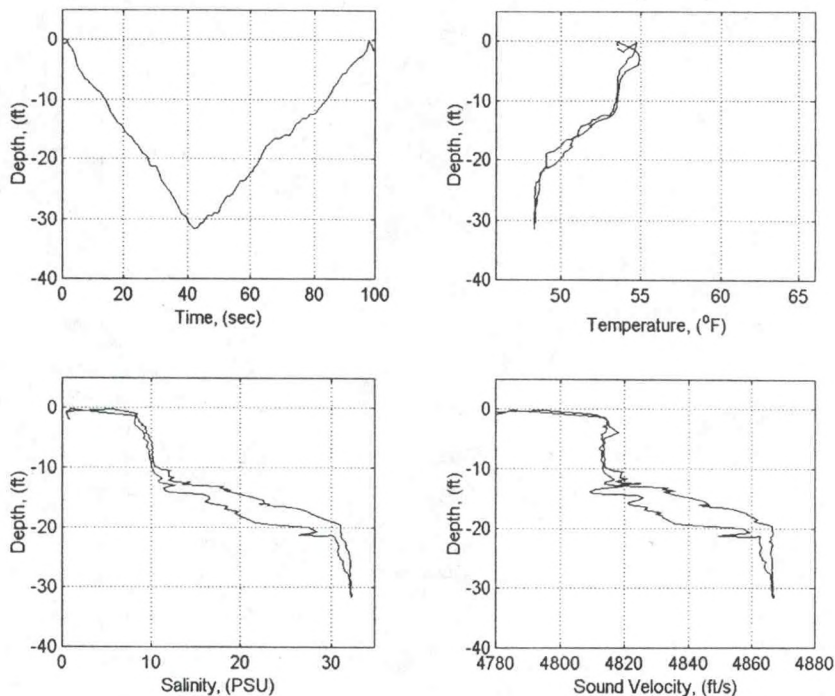 0
-10
-20
-30
-40
Depth, (ft)
0 20 40 60 80 100
Time, (sec)
0
-10
-20
-30
-40
Depth, (ft)
50 55 60 65
Temperature, (°F)
0
-10
-20
-30
-40
Depth, (ft)
0 10 20 30
Salinity, (PSU)
0
-10
-20
-30
-40
Depth, (ft)
4780 4800 4820 4840 4860 4880
Sound Velocity, (ft/s)